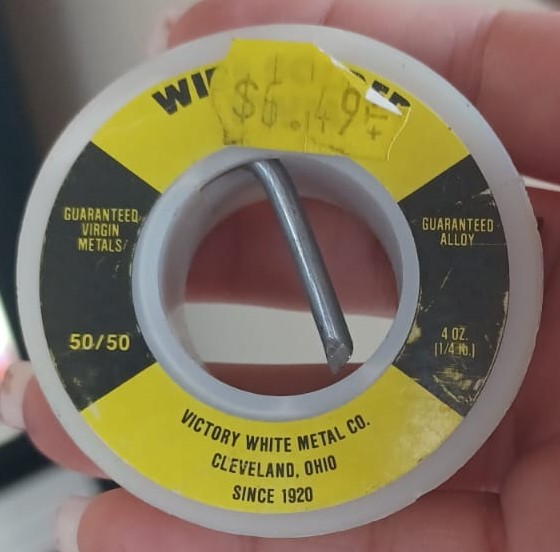 $6.49
GUARANTEED
VIRGIN
METALS
50/50
GUARANTEED
ALLOY
4 OZ.
(1/4 lb.)
VICTORY WHITE METAL CO.
CLEVELAND, OHIO
SINCE 1920